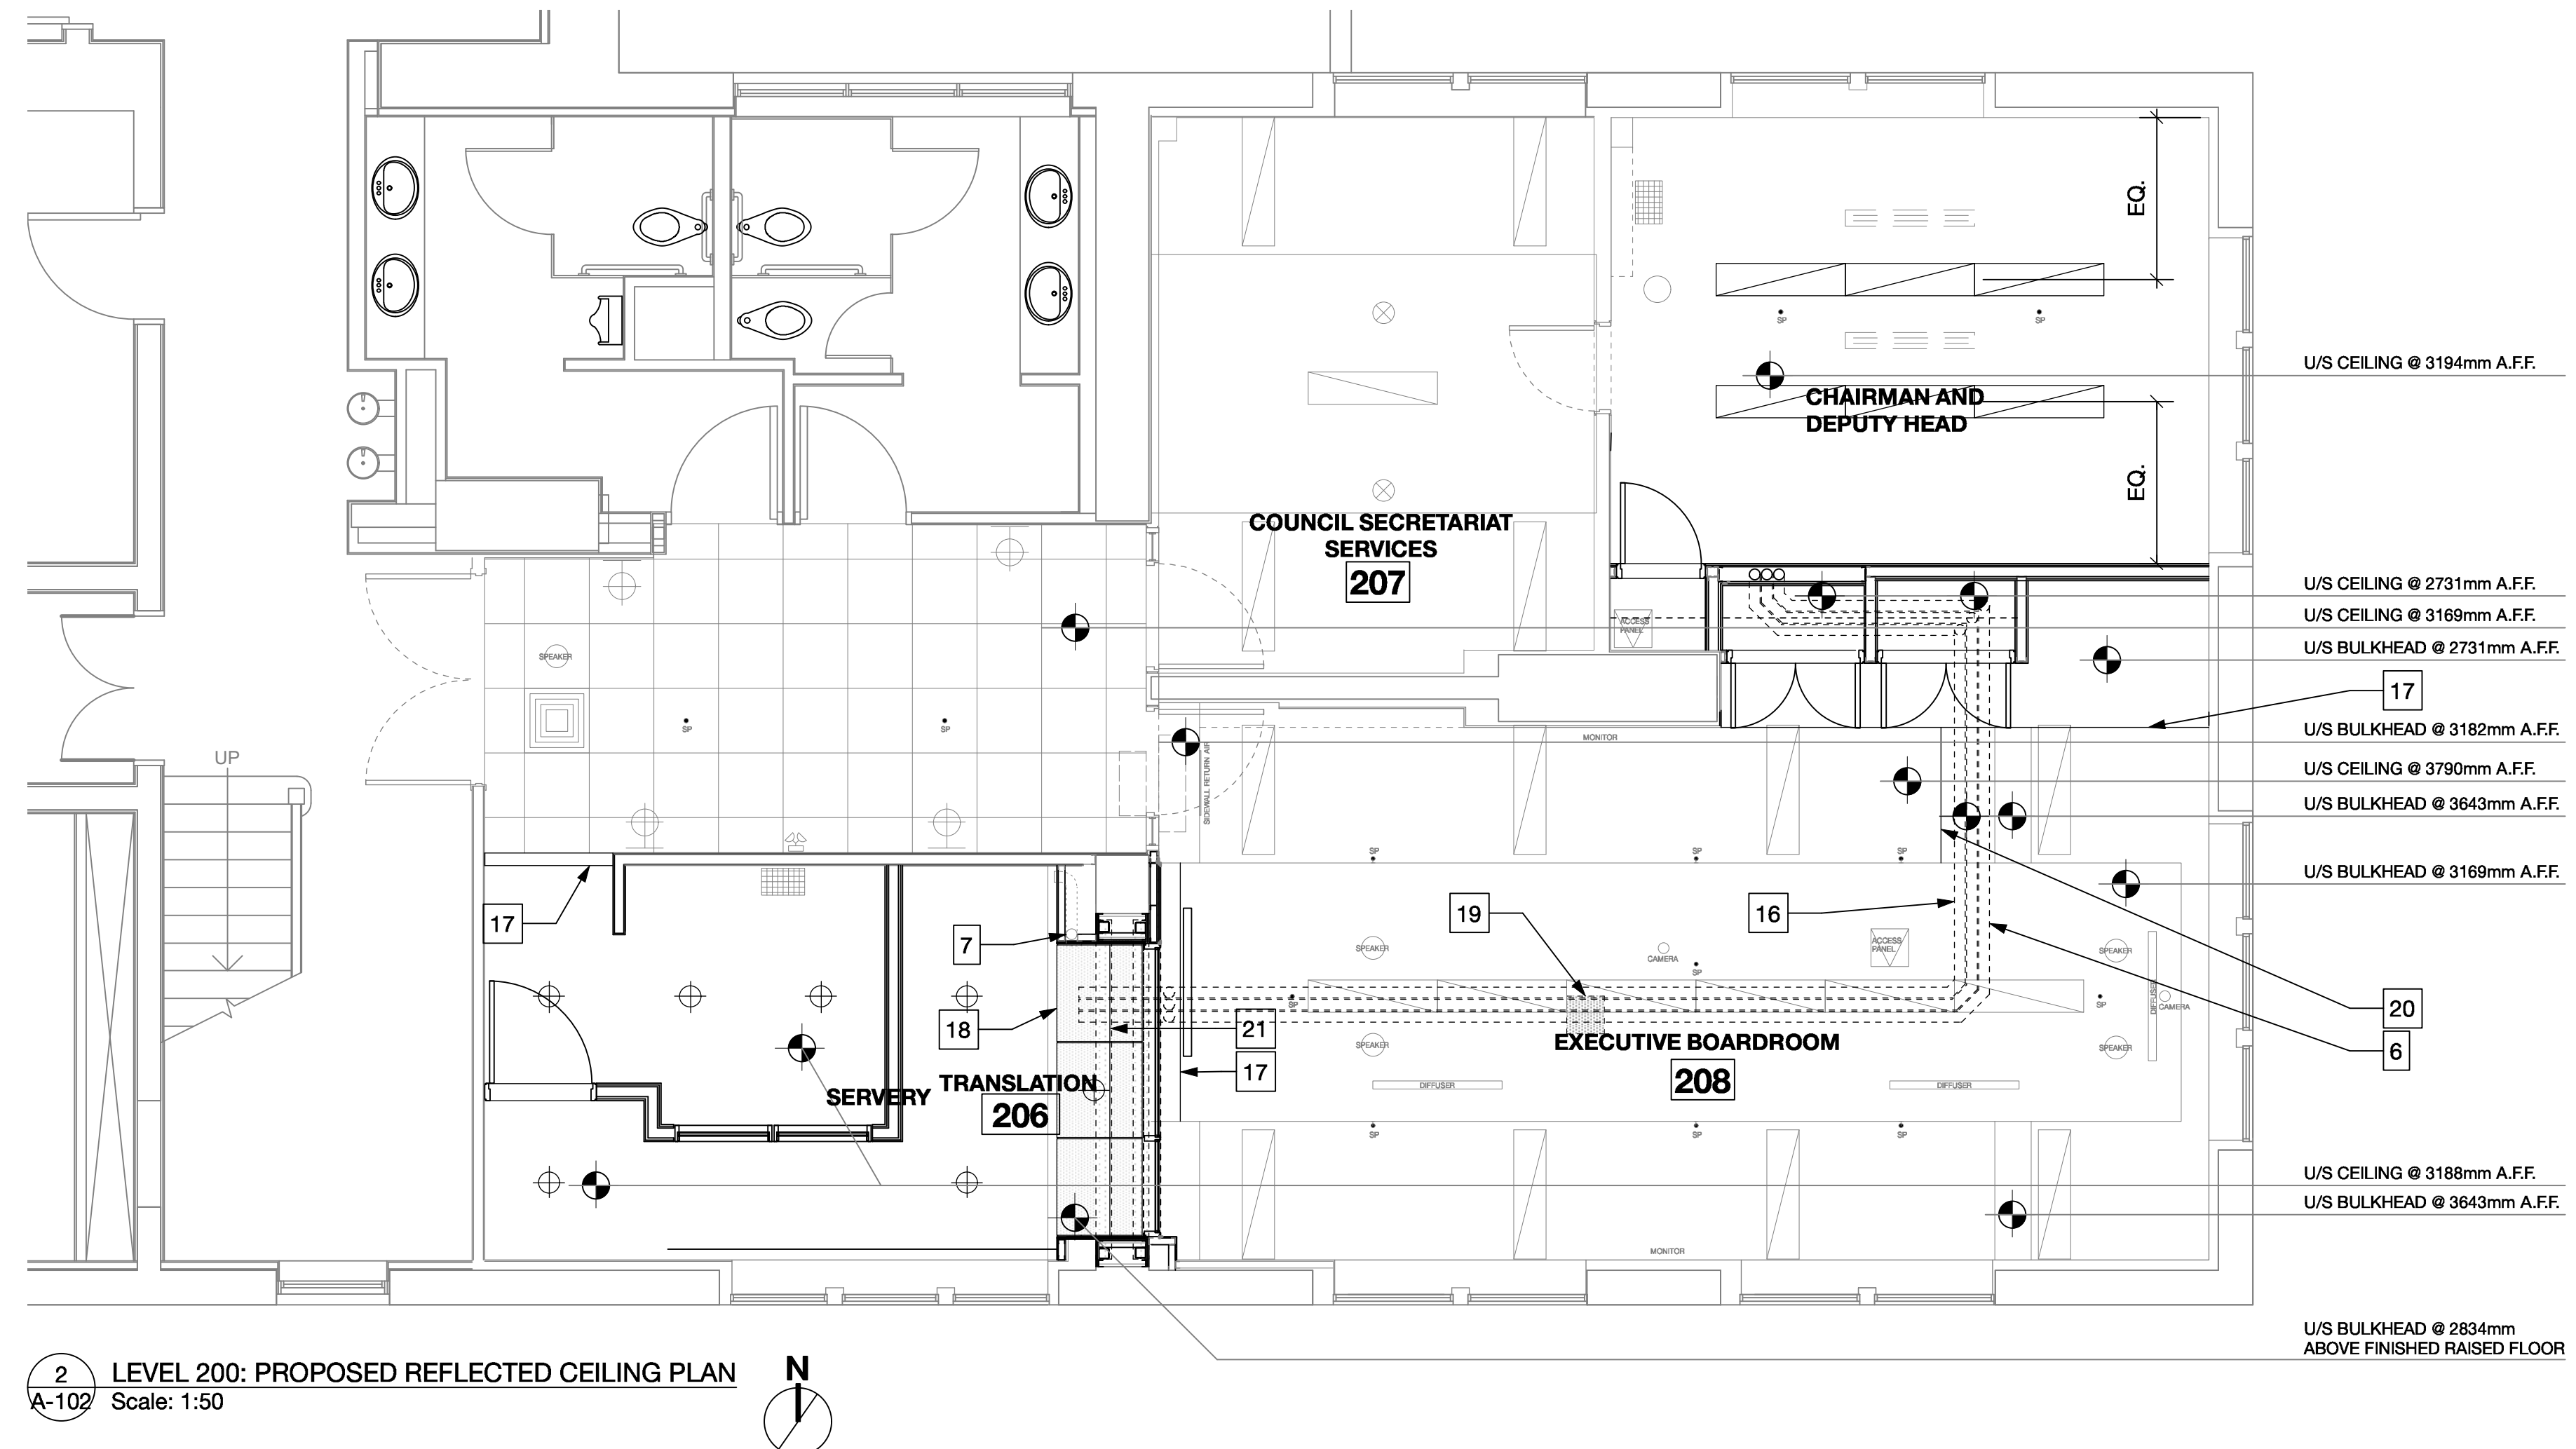 EQ.
SP
SP
U/S CEILING @ 3194mm A.F.F.
CHAIRMAN AND
DEPUTY HEAD
EQ.
COUNCIL SECRETARIAT
SERVICES
207
U/S CEILING @ 2731mm A.F.F.
U/S CEILING @ 3169mm A.F.F.
ACCESS
PANEL
U/S BULKHEAD @ 2731mm A.F.F.
SPEAKER
17
SP
SP
U/S BULKHEAD @ 3182mm A.F.F.
MONITOR
UP
SIDEWALL RETURN AIR
U/S CEILING @ 3790mm A.F.F.
U/S BULKHEAD @ 3643mm A.F.F.
SP
SP
SP
U/S BULKHEAD @ 3169mm A.F.F.
17
19
16
7
SPEAKER
CAMERA
SP
ACCESS
PANEL
SPEAKER
DIFFUSER
SP
SP
CAMERA
20
18
21
EXECUTIVE BOARDROOM
208
SPEAKER
SPEAKER
6
17
SERVERY
TRANSLATION
206
DIFFUSER
DIFFUSER
SP
SP
SP
U/S CEILING @ 3188mm A.F.F.
U/S BULKHEAD @ 3643mm A.F.F.
MONITOR
U/S BULKHEAD @ 2834mm
ABOVE FINISHED RAISED FLOOR
2
A-102
LEVEL 200: PROPOSED REFLECTED CEILING PLAN
Scale: 1:50
N